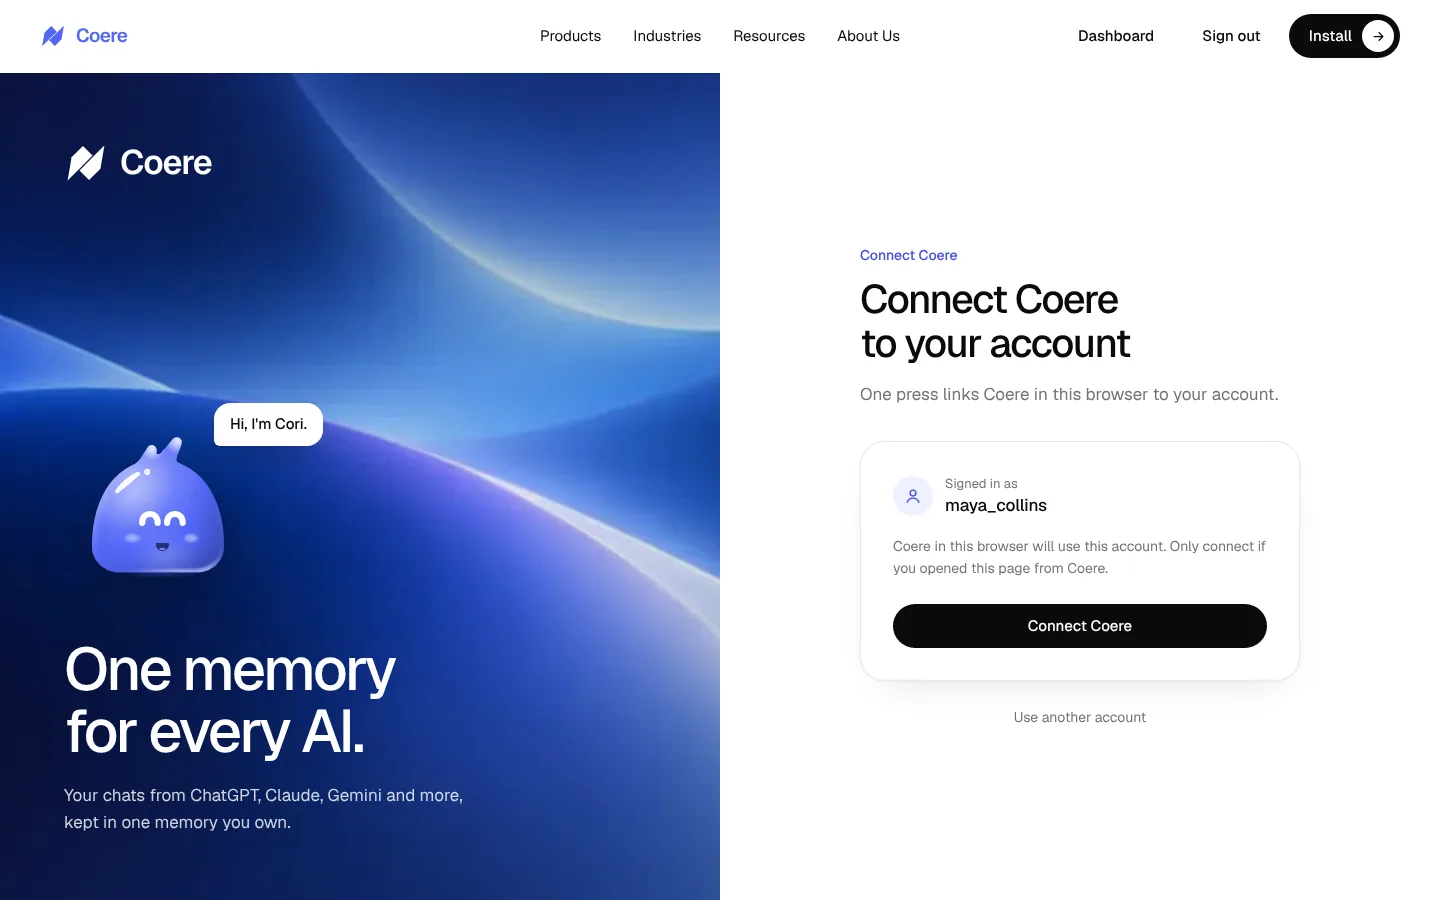 Coere
Products
Industries
Resources
About Us
Dashboard
Sign out
Install
Coere
Hi, I'm Cori.
One memory
for every AI.
Your chats from ChatGPT, Claude, Gemini and more,
kept in one memory you own.
Connect Coere
Connect Coere
to your account
One press links Coere in this browser to your account.
Signed in as
maya_collins
Coere in this browser will use this account. Only connect if
you opened this page from Coere.
Connect Coere
Use another account